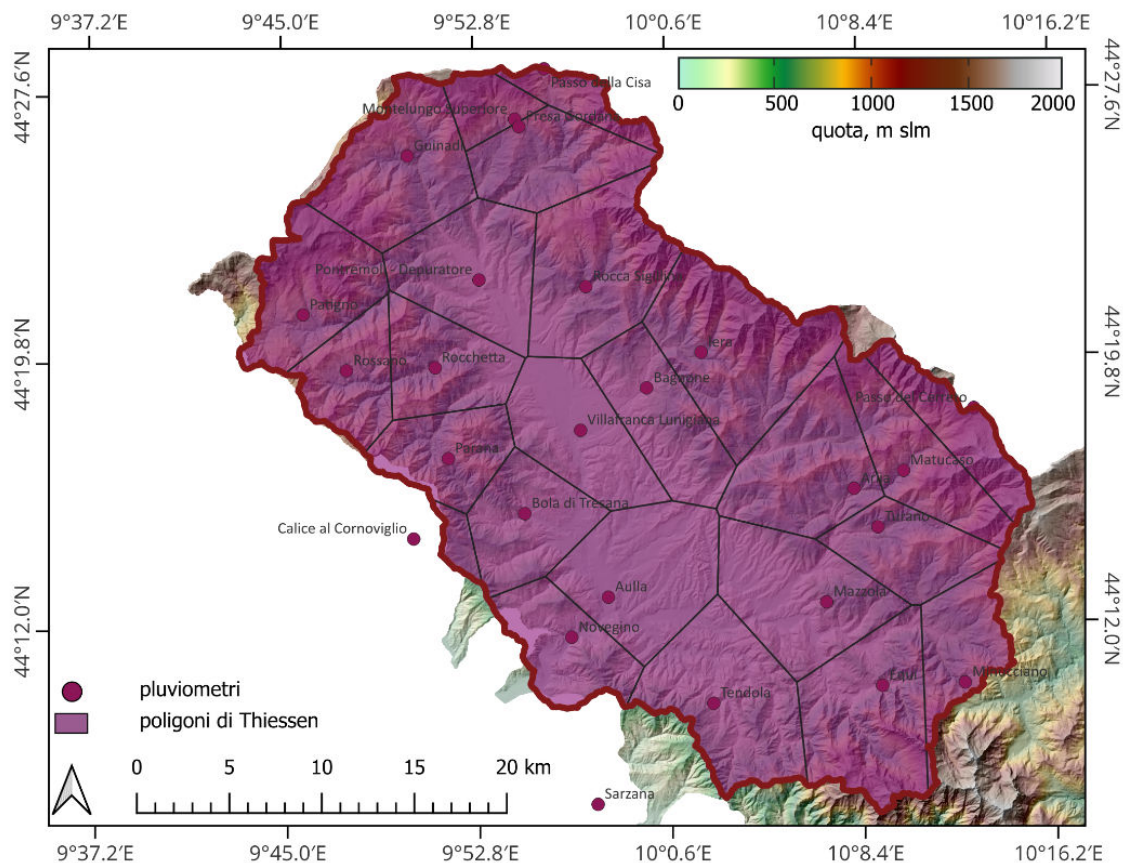 9°37.2′E 9°45.0′E 9°52.8′E 10°0.6′E 10°8.4′E 10°16.2′E
44°27.6′N
44°27.6′N
0 500 1000 1500 2000
quota, m slm
Passo della Cisa
Montelungo Superiore
Presa Gordana
Guinadi
Pontremoli Depuratore
Rocca Sigillina
Patigno
44°19.8′N
44°19.8′N
Iera
Rossano
Rocchetta
Bagnone
Passo del Cerreto
Villafranca Lunigiana
Parana
Matucaso
Arlia
Bola di Tresana
Turano
Calice al Cornoviglio
Aulla
Mazzola
44°12.0′N
44°12.0′N
Novegino
Equi
Minucciano
Tendola
pluviometri
poligoni di Thiessen
0 5 10 15 20 km
Sarzana
9°37.2′E 9°45.0′E 9°52.8′E 10°0.6′E 10°8.4′E 10°16.2′E